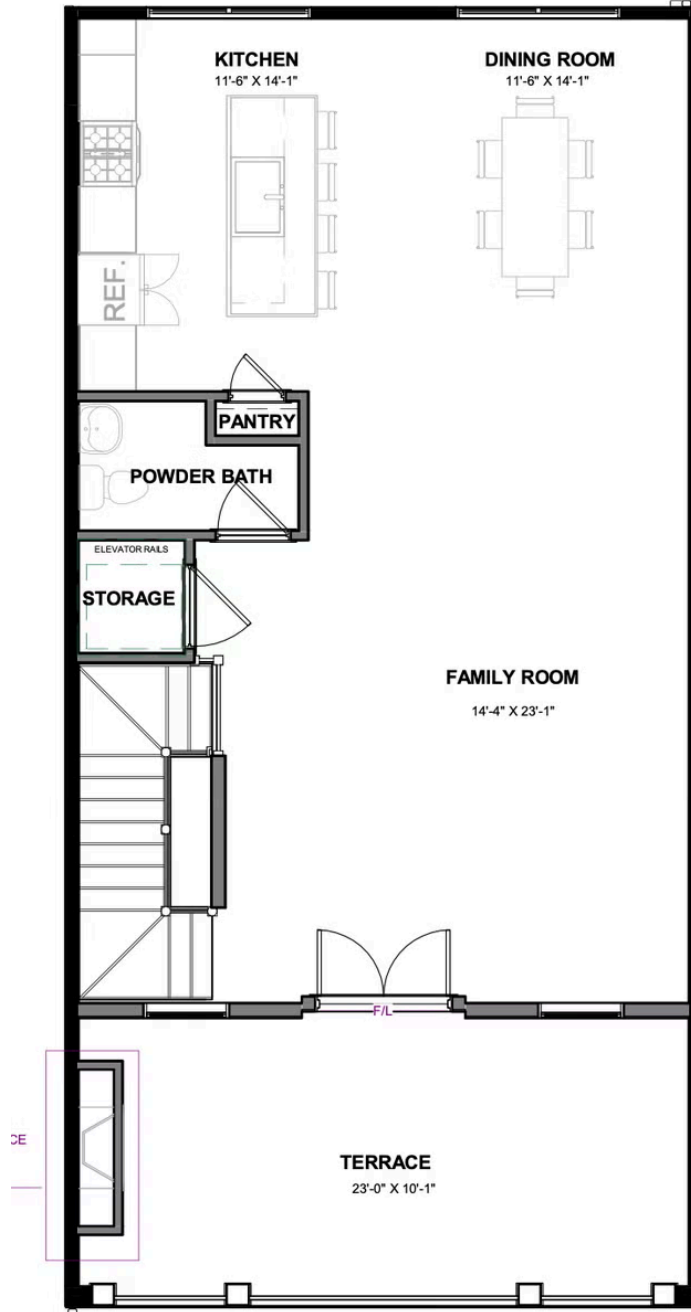 KITCHEN
11'-6" X 14'-1"
DINING ROOM
11'-6" X 14'-1"
REF.
PANTRY
POWDER BATH
ELEVATOR RAILS
STORAGE
FAMILY ROOM
14'-4" X 23'-1"
F/L
CE
TERRACE
23'-0" X 10'-1"